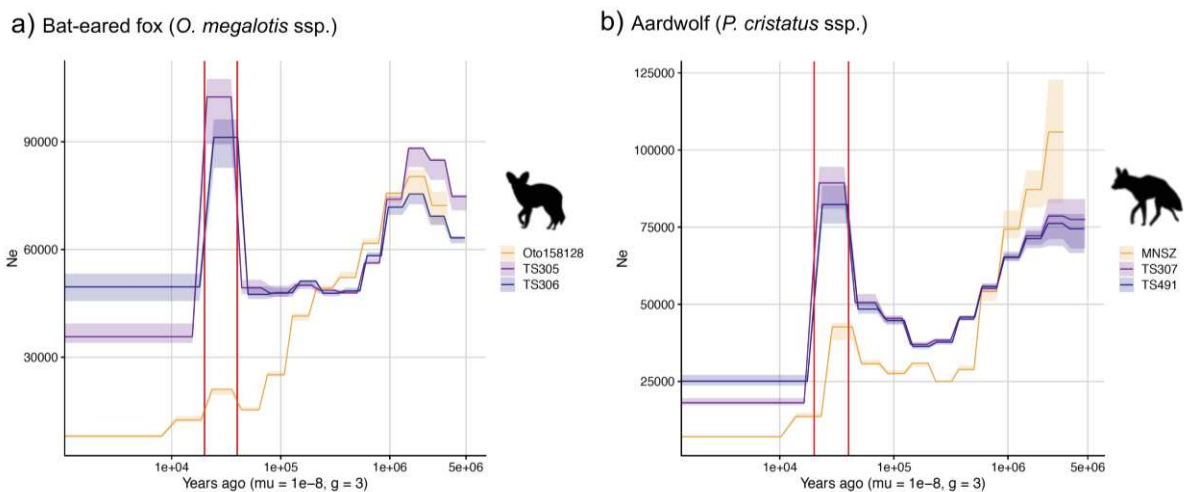 a) Bat-eared fox (O. megalotis ssp.)
Ne
90000
60000
30000
1e+04
1e+05
1e+06
5e+06
Years ago (mu = 1e−8, g = 3)
Oto158128
TS305
TS306
b) Aardwolf (P. cristatus ssp.)
Ne
125000
100000
75000
50000
25000
1e+04
1e+05
1e+06
5e+06
Years ago (mu = 1e−8, g = 3)
MNSZ
TS307
TS491